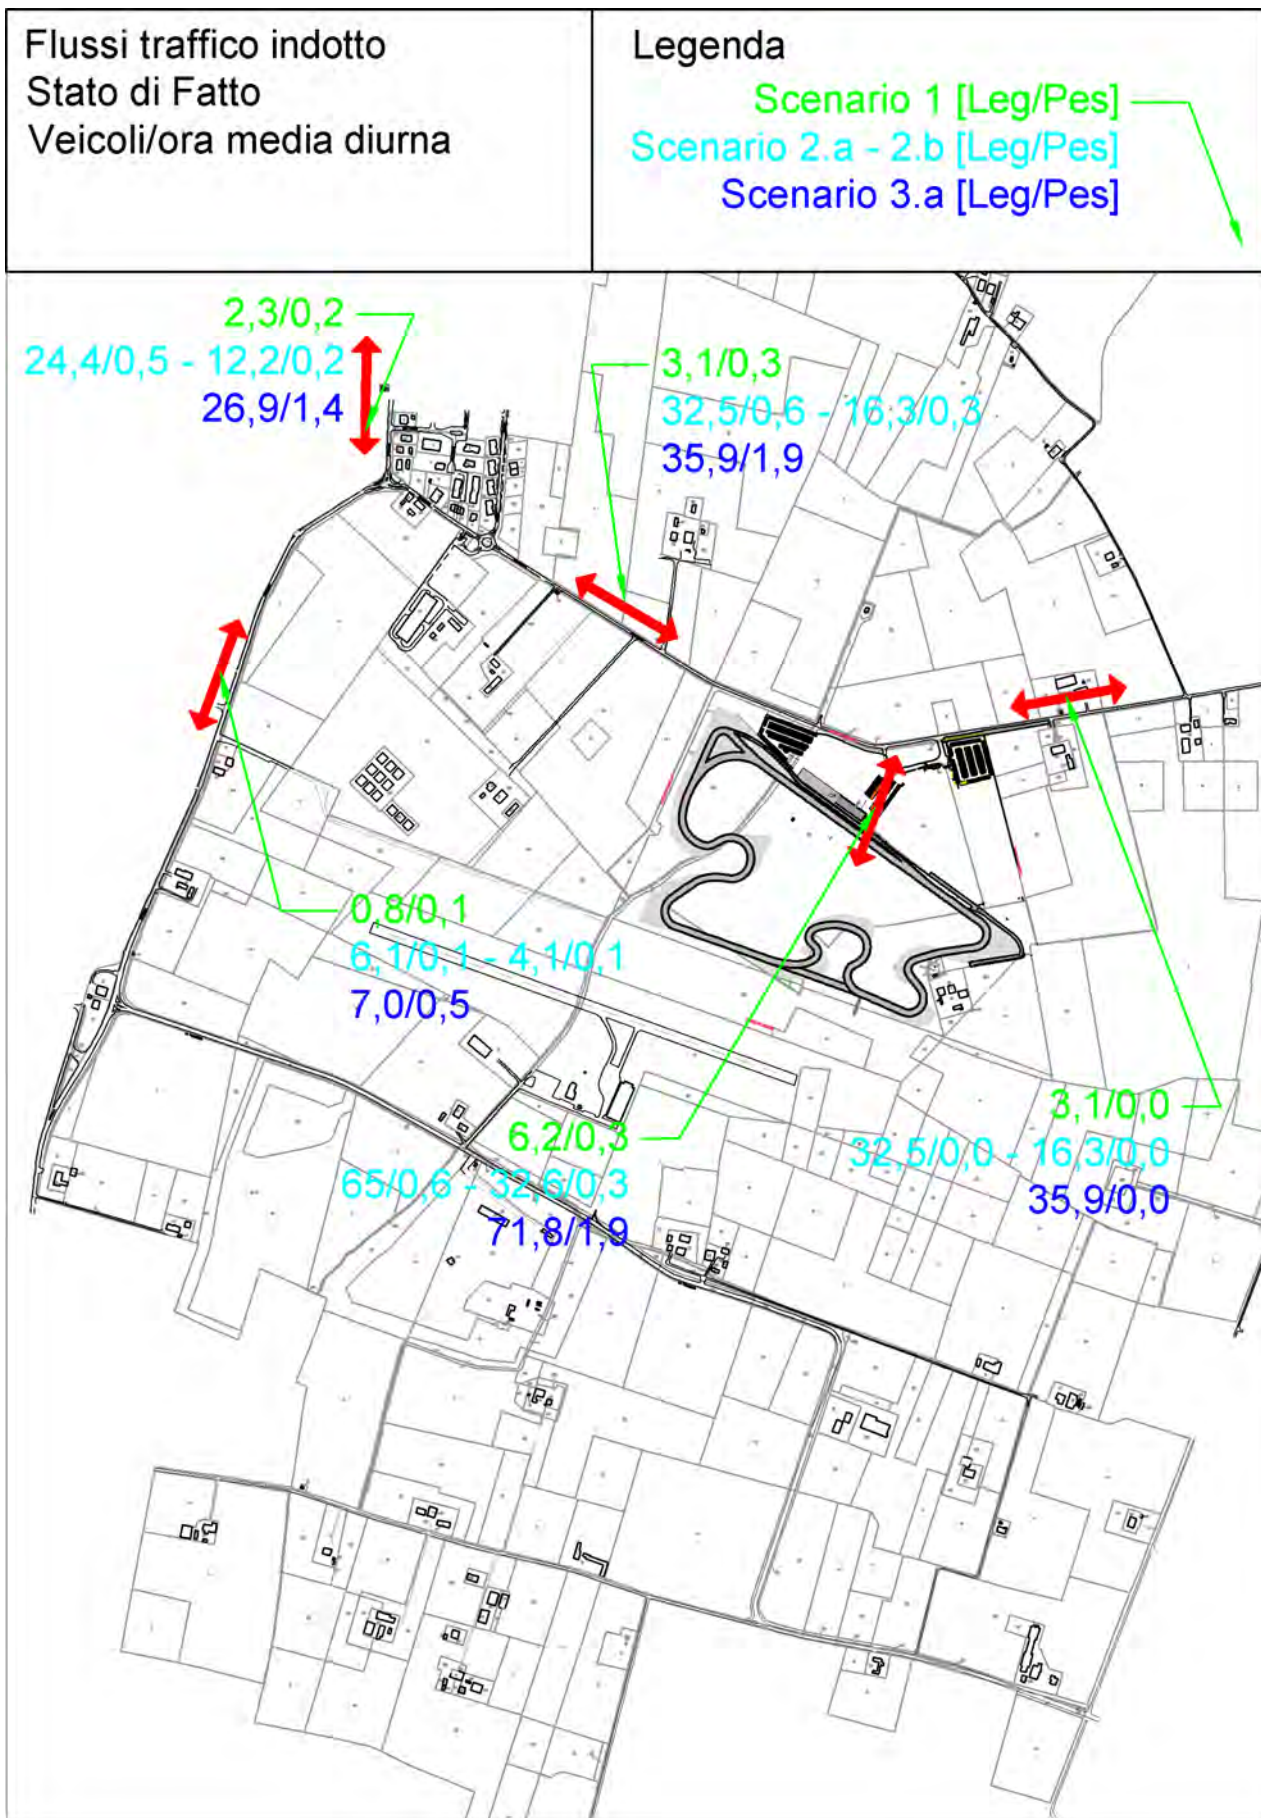 Flussi traffico indotto
Stato di Fatto
Veicoli/ora media diurna
Legenda
Scenario 1 [Leg/Pes]
Scenario 2.a - 2.b [Leg/Pes]
Scenario 3.a [Leg/Pes]
2,3/0,2
24,4/0,5 - 12,2/0,2
26,9/1,4
3,1/0,3
32,5/0,6 - 16,3/0,3
35,9/1,9
0,8/0,1
6,1/0,1 - 4,1/0,1
7,0/0,5
6,2/0,3
65/0,6 - 32,6/0,3
71,8/1,9
3,1/0,0
32,5/0,0 - 16,3/0,0
35,9/0,0